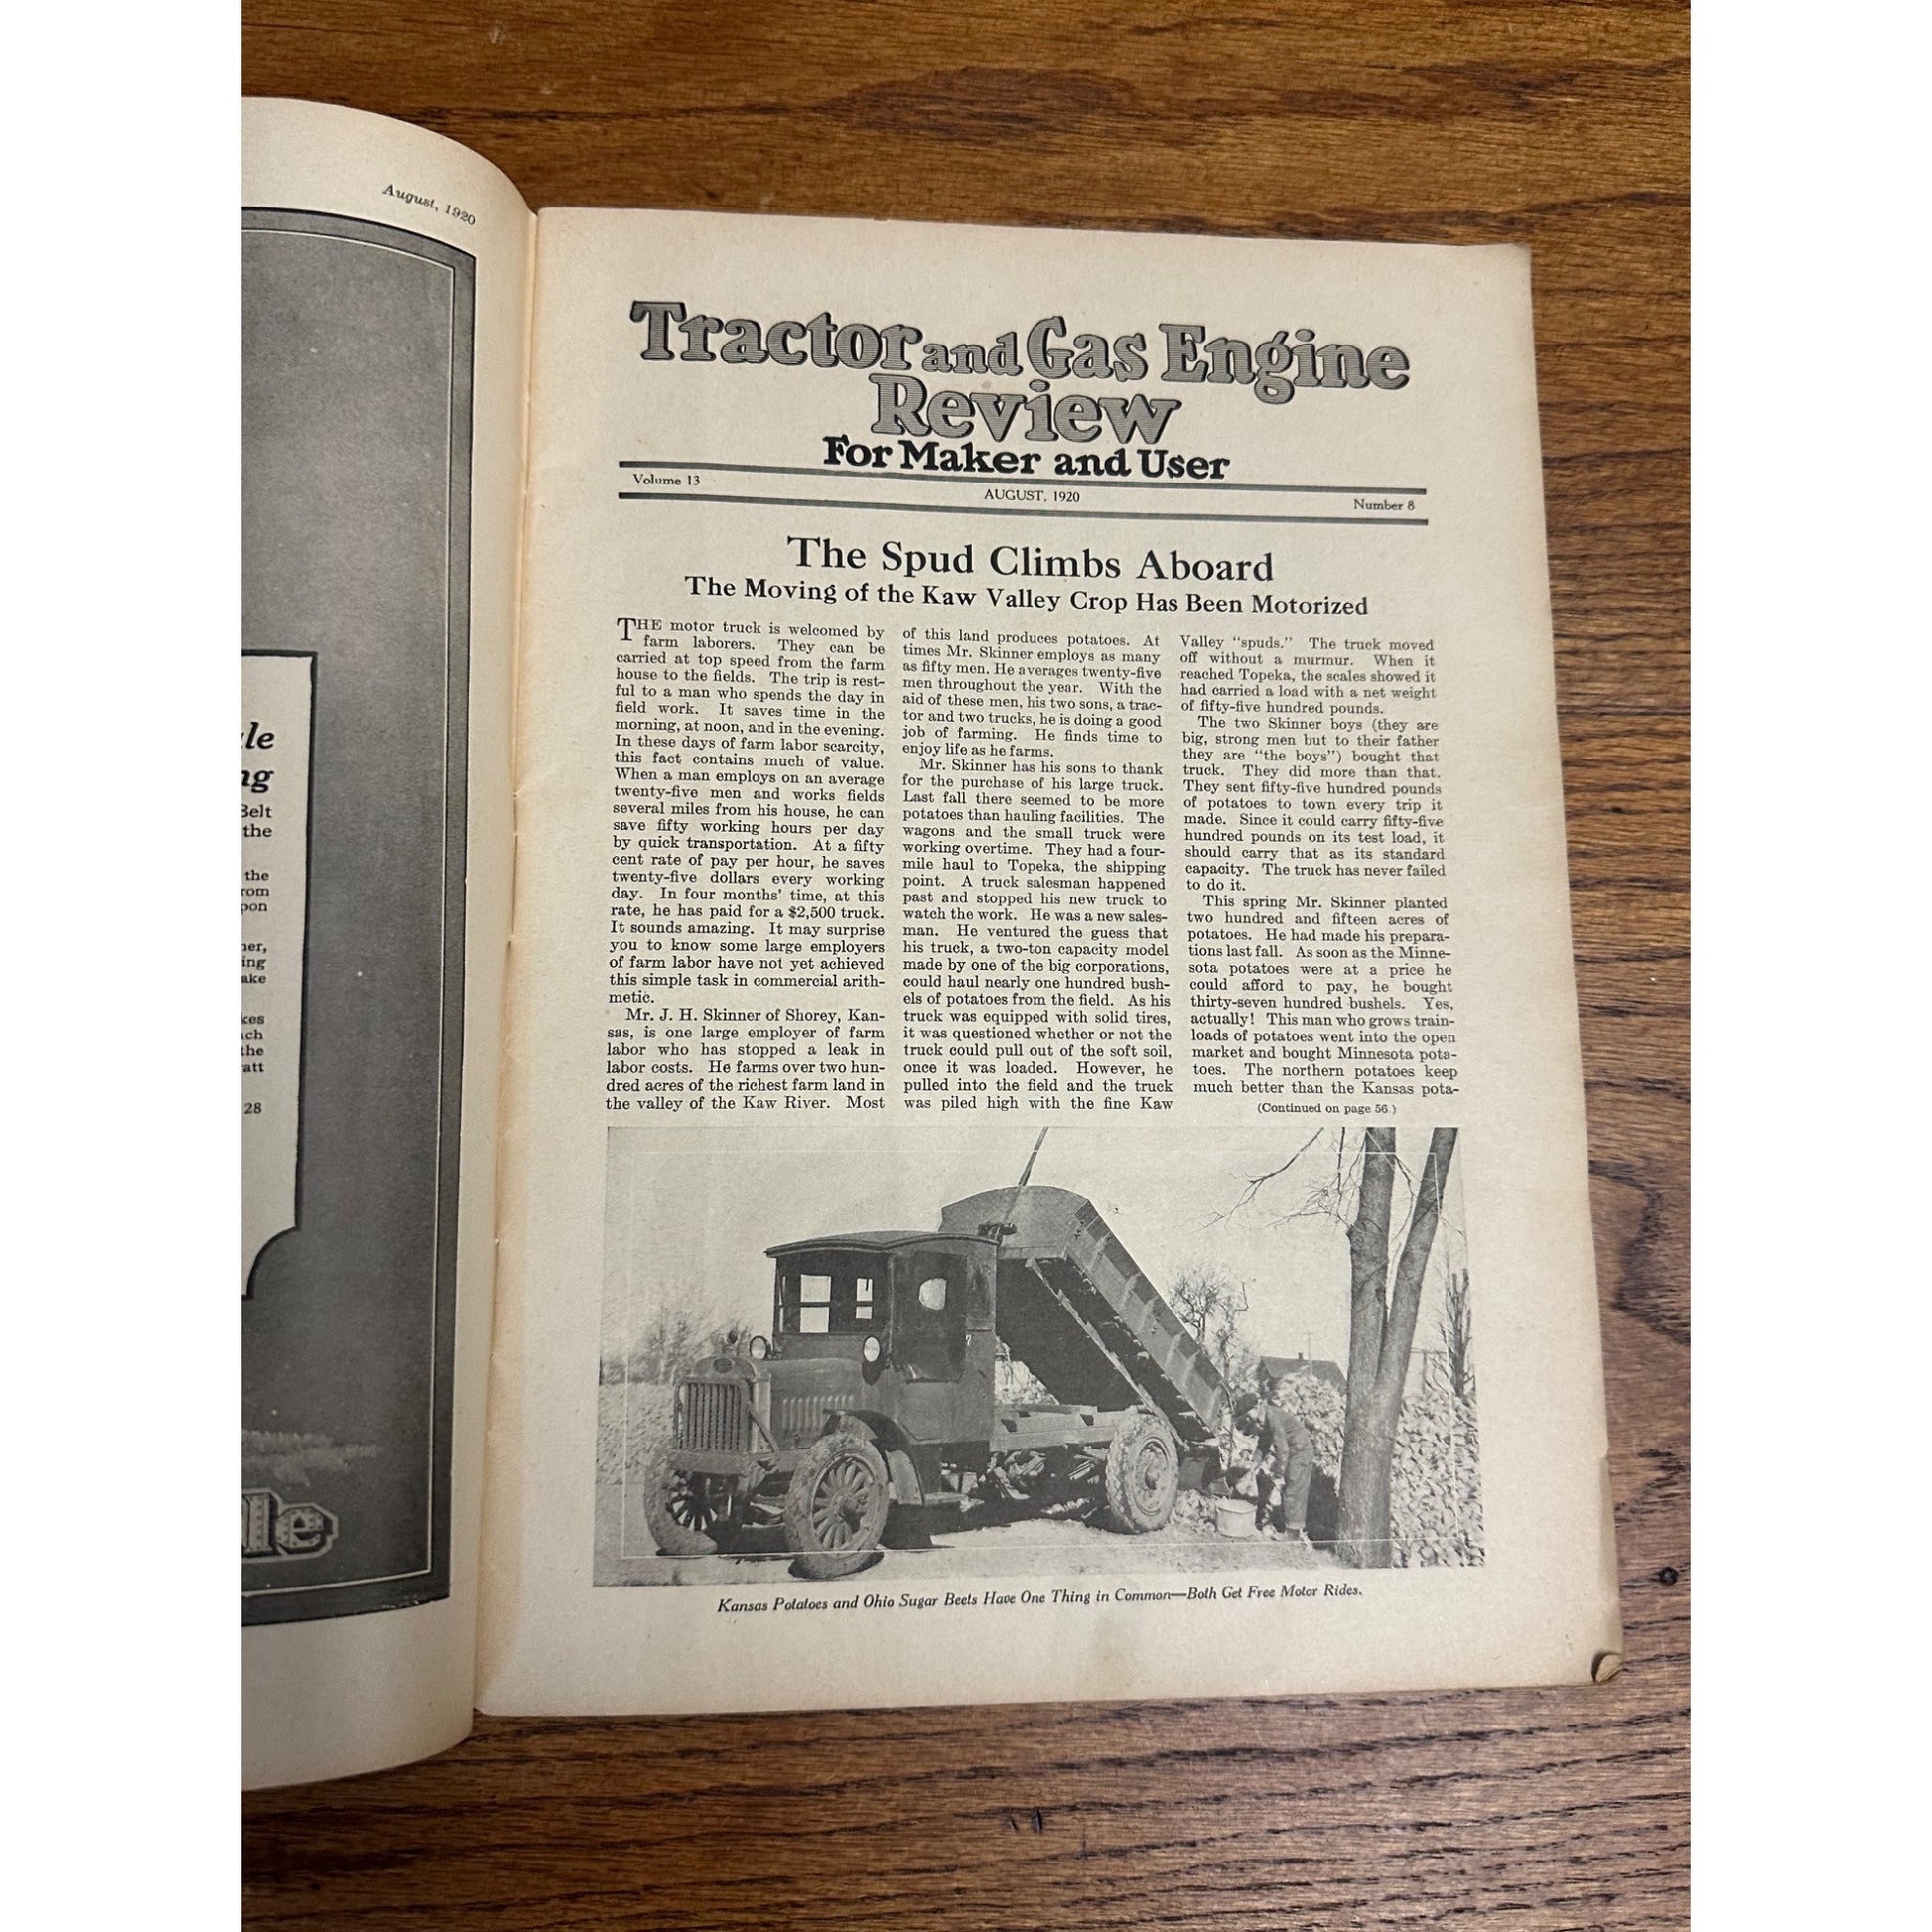 August, 1920
le
ng
Belt
the
the
rom
pon
her,
ing
ake
kes
ach
the
att
28
lle
Tractor and Gas Engine
Review
For Maker and User
Volume 13
AUGUST, 1920
Number 8
The Spud Climbs Aboard
The Moving of the Kaw Valley Crop Has Been Motorized
THE motor truck is welcomed by
farm laborers. They can be
carried at top speed from the farm
house to the fields. The trip is rest-
ful to a man who spends the day in
field work. It saves time in the
morning, at noon, and in the evening.
In these days of farm labor scarcity,
this fact contains much of value.
When a man employs on an average
twenty-five men and works fields
several miles from his house, he can
save fifty working hours per day
by quick transportation. At a fifty
cent rate of pay per hour, he saves
twenty-five dollars every working
day. In four months' time, at this
rate, he has paid for a $2,500 truck.
It sounds amazing. It may surprise
you to know some large employers
of farm labor have not yet achieved
this simple task in commercial arith-
metic.
Mr. J. H. Skinner of Shorey, Kan-
sas, is one large employer of farm
labor who has stopped a leak in
labor costs. He farms over two hun-
dred acres of the richest farm land in
the valley of the Kaw River. Most
of this land produces potatoes. At
times Mr. Skinner employs as many
as fifty men. He averages twenty-five
men throughout the year. With the
aid of these men, his two sons, a trac-
tor and two trucks, he is doing a good
job of farming. He finds time to
enjoy life as he farms.
Mr. Skinner has his sons to thank
for the purchase of his large truck.
Last fall there seemed to be more
potatoes than hauling facilities. The
wagons and the small truck were
working overtime. They had a four-
mile haul to Topeka, the shipping
point. A truck salesman happened
past and stopped his new truck to
watch the work. He was a new sales-
man. He ventured the guess that
his truck, a two-ton capacity model
made by one of the big corporations,
could haul nearly one hundred bush-
els of potatoes from the field. As his
truck was equipped with solid tires,
it was questioned whether or not the
truck could pull out of the soft soil,
once it was loaded. However, he
pulled into the field and the truck
was piled high with the fine Kaw
Valley "spuds." The truck moved
off without a murmur. When it
reached Topeka, the scales showed it
had carried a load with a net weight
of fifty-five hundred pounds.
The two Skinner boys (they are
big, strong men but to their father
they are "the boys") bought that
truck. They did more than that.
They sent fifty-five hundred pounds
of potatoes to town every trip it
made. Since it could carry fifty-five
hundred pounds on its test load, it
should carry that as its standard
capacity. The truck has never failed
to do it.
This spring Mr. Skinner planted
two hundred and fifteen acres of
potatoes. He had made his prepara-
tions last fall. As soon as the Minne-
sota potatoes were at a price he
could afford to pay, he bought
thirty-seven hundred bushels. Yes,
actually! This man who grows train-
loads of potatoes went into the open
market and bought Minnesota pota-
toes. The northern potatoes keep
much better than the Kansas pota-
(Continued on page 56.)
7
Kansas Potatoes and Ohio Sugar Beets Have One Thing in Common—Both Get Free Motor Rides.